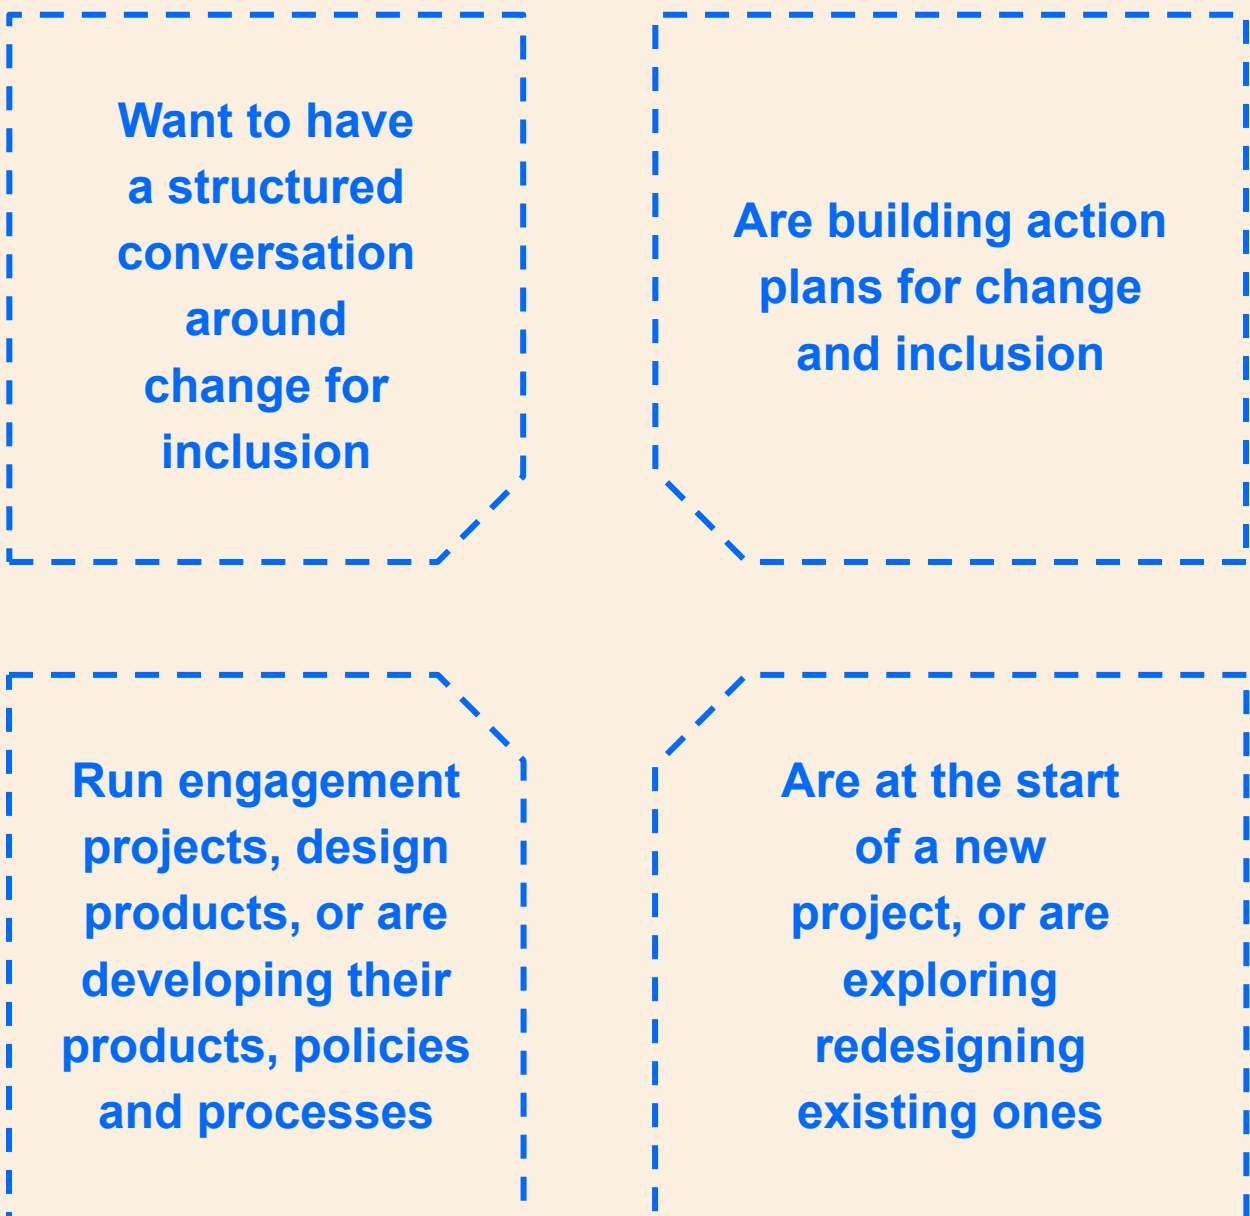 Want to have
a structured
conversation
around
change for
inclusion
Are building action
plans for change
and inclusion
Run engagement
projects, design
products, or are
developing their
products, policies
and processes
Are at the start
of a new
project, or are
exploring
redesigning
existing ones